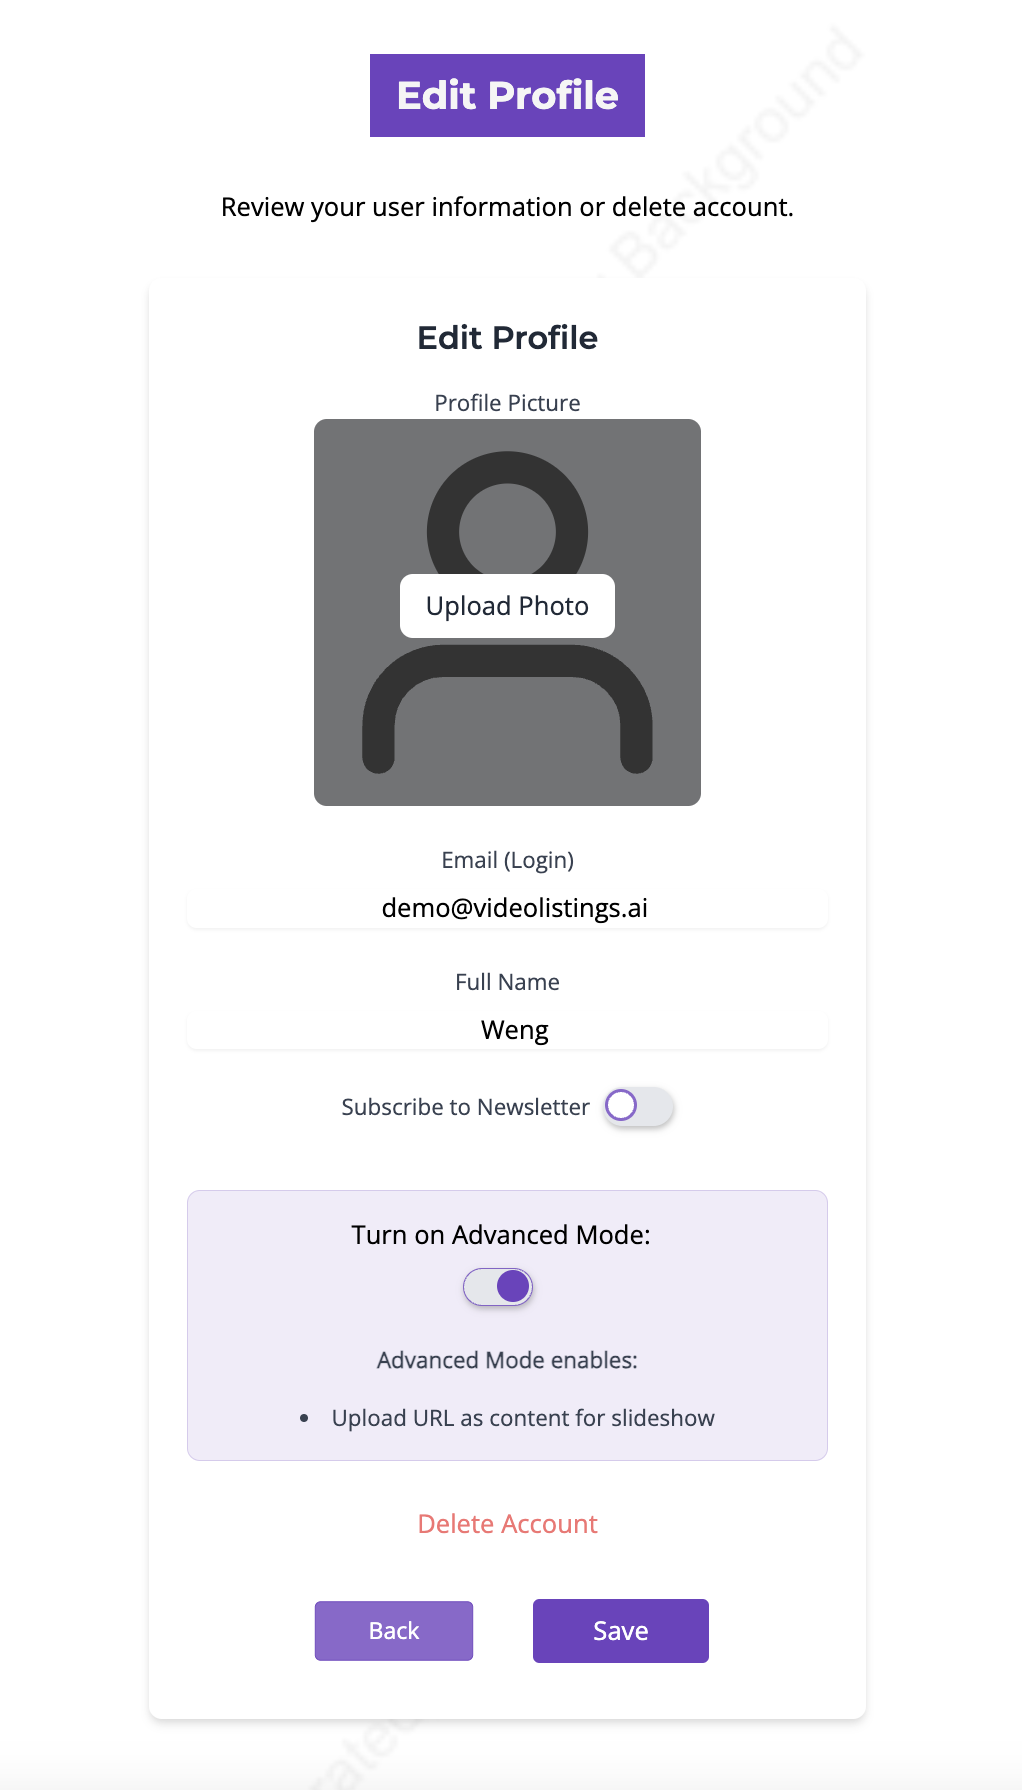 Edit Profile
Background
Review your user information or delete account.
Edit Profile
Profile Picture
Upload Photo
Email (Login)
demo@videolistings.ai
Full Name
Weng
Subscribe to Newsletter
Turn on Advanced Mode:
Advanced Mode enables:
• Upload URL as content for slideshow
Delete Account
Back
Save